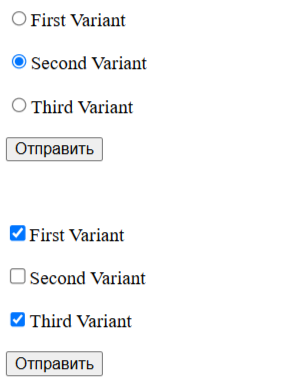 First Variant
Second Variant
Third Variant
Отправить
First Variant
Second Variant
Third Variant
Отправить